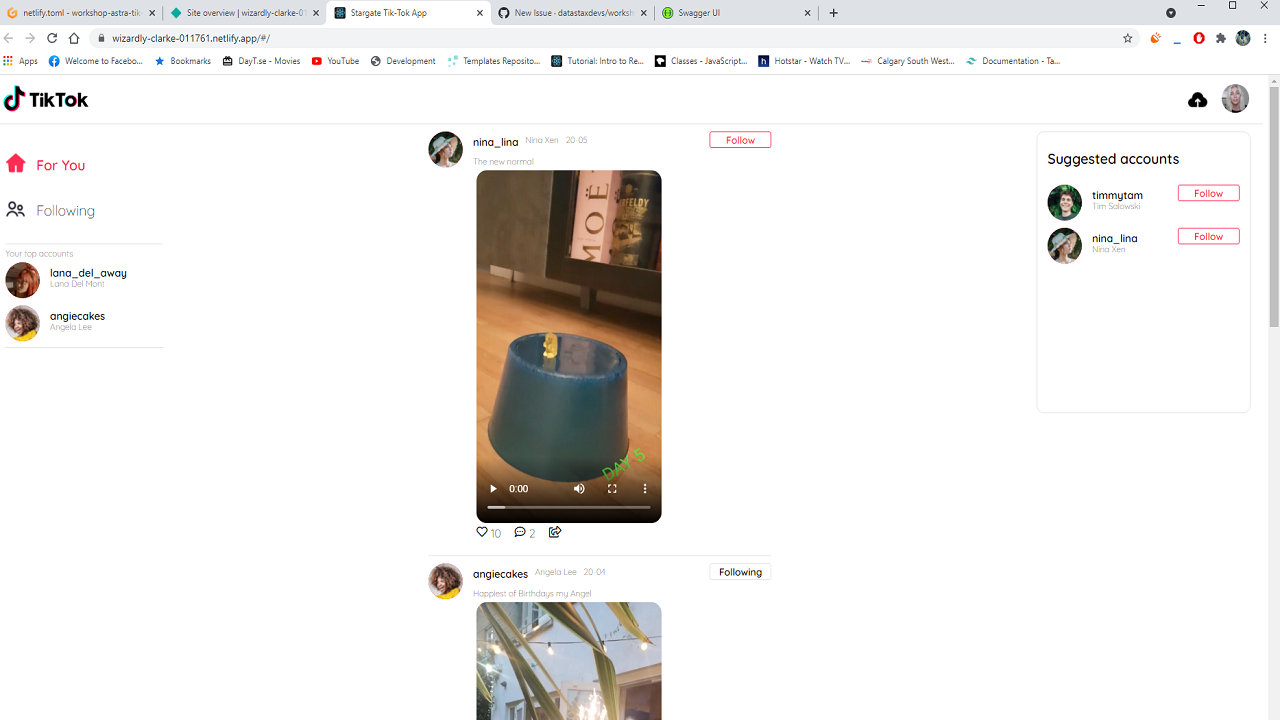 netlify.toml - workshop-astra-tik
Site overview | wizardly-clarke-01
Stargate Tik-Tok App
New Issue · datastaxdevs/worksh
Swagger UI
wizardly-clarke-011761.netlify.app/#/
Apps
Welcome to Facebo...
Bookmarks
DayT.se - Movies
YouTube
Development
Templates Reposito...
Tutorial: Intro to Re...
Classes - JavaScript...
Hotstar - Watch TV...
Calgary South West...
Documentation - Ta...
TikTok
For You
Following
Your top accounts
lana_del_away
Lana Del Mont
angiecakes
Angela Lee
nina_lina Nina Xen 20-05
Follow
The new normal
MOË
DAY 5
0:00
10 2
angiecakes Angela Lee 20-04
Following
Happiest of Birthdays my Angel
Suggested accounts
timmytam
Tim Salowski
Follow
nina_lina
Nina Xen
Follow